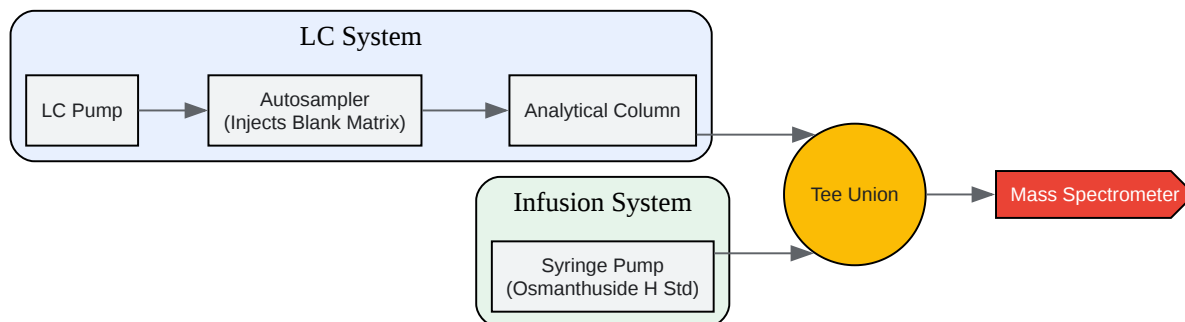 LC System
LC Pump
Autosampler
(Injects Blank Matrix)
Analytical Column
Infusion System
Syringe Pump
(Osmanthuside H Std)
Tee Union
Mass Spectrometer